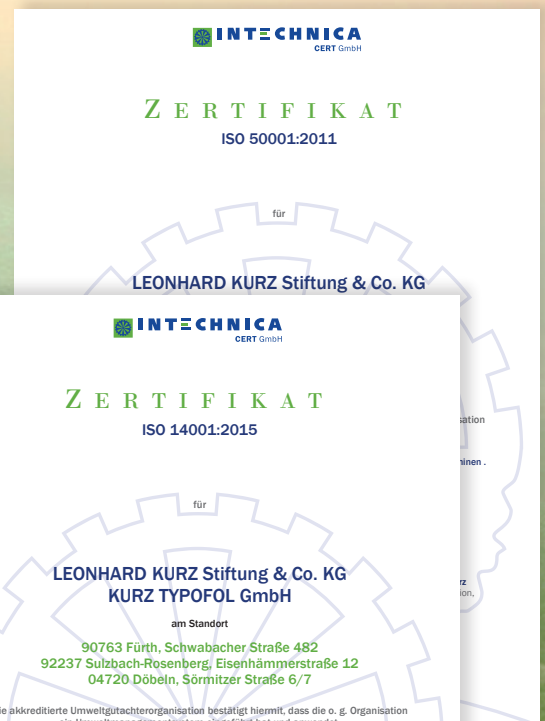 INTECHNICA
CERT GmbH
ZERTIFIKAT
ISO 50001:2011
für
LEONHARD KURZ Stiftung & Co. KG
INTECHNICA
CERT GmbH
ZERTIFIKAT
ISO 14001:2015
für
LEONHARD KURZ Stiftung & Co. KG
KURZ TYPOFOL GmbH
am Standort
90763 Fürth, Schwabacher Straße 482
92237 Sulzbach-Rosenberg, Eisenhämmerstraße 12
04720 Döbeln, Sörmitzer Straße 6/7
akkreditierte Umweltgutachterorganisation bestätigt hiermit, dass die o. g. Organisation